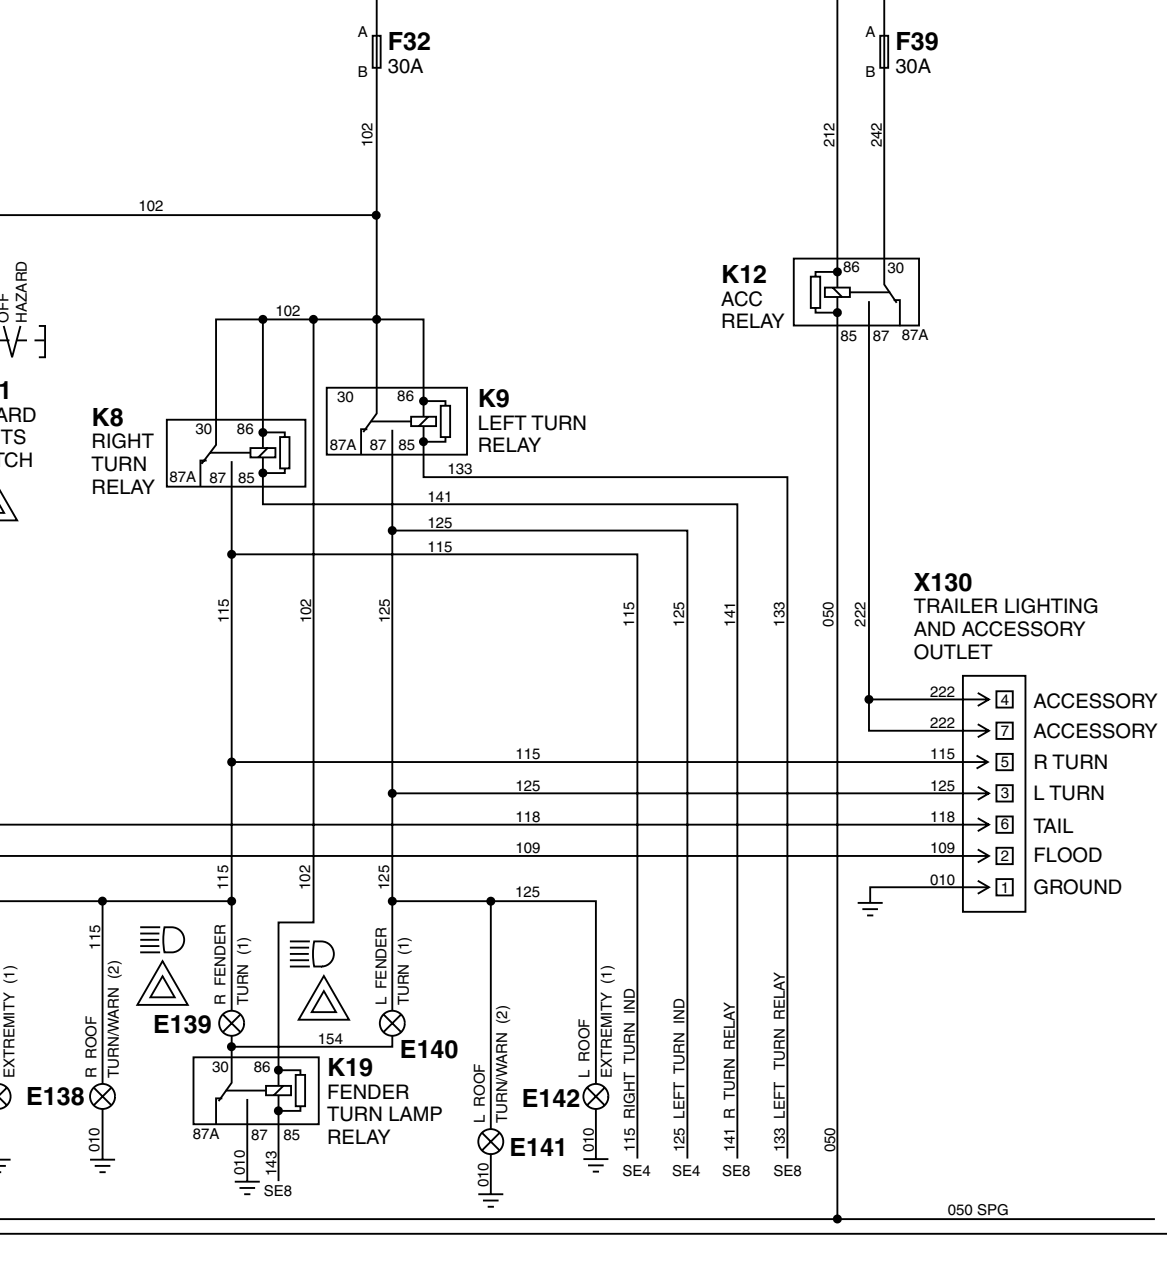 A
F32
30A
B
102
A
F39
30A
B
212
242
102
OFF
HAZARD
K12
ACC
RELAY
86
30
85
87
87A
102
1
ARD
TS
TCH
K8
RIGHT
TURN
RELAY
30
86
87A
87
85
30
86
87A
87
85
K9
LEFT TURN
RELAY
133
141
125
115
115
102
125
115
125
141
133
050
222
X130
TRAILER LIGHTING
AND ACCESSORY
OUTLET
222
4
ACCESSORY
222
7
ACCESSORY
115
115
5
R TURN
125
125
3
L TURN
118
118
6
TAIL
109
109
2
FLOOD
010
1
GROUND
115
102
125
125
115
EXTREMITY (1)
R ROOF
TURN/WARN (2)
E138
010
R FENDER
TURN (1)
E139
L FENDER
TURN (1)
E140
154
30
86
87A
87
85
K19
FENDER
TURN LAMP
RELAY
010
143
SE8
L ROOF
TURN/WARN (2)
E141
010
L ROOF
EXTREMITY (1)
E142
010
115 RIGHT TURN IND
SE4
125 LEFT TURN IND
SE4
141 R TURN RELAY
SE8
133 LEFT TURN RELAY
SE8
050
050 SPG